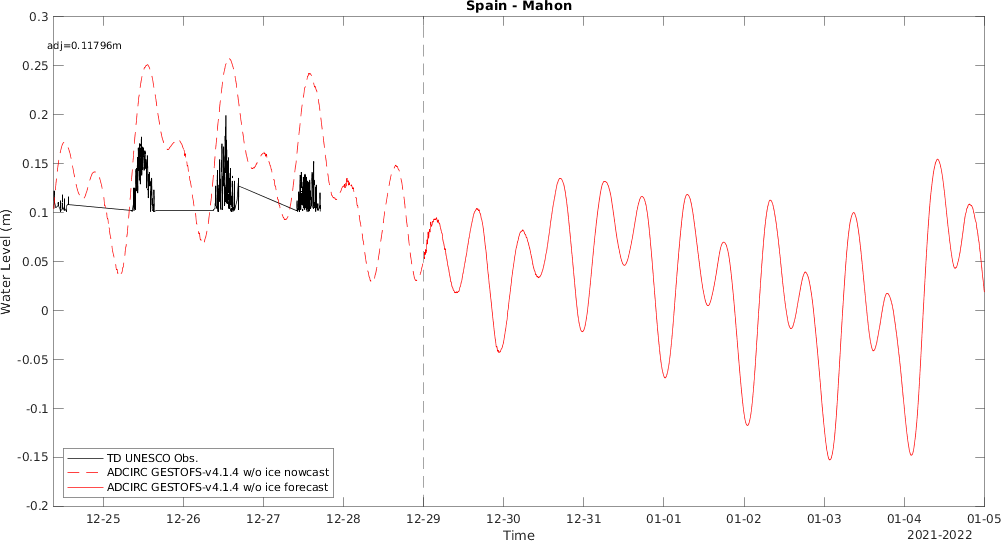 Spain - Mahon
adj=0.11796m
0.3
0.25
0.2
0.15
0.1
0.05
0
-0.05
-0.1
-0.15
-0.2
Water Level (m)
TD UNESCO Obs.
ADCIRC GESTOFS-v4.1.4 w/o ice nowcast
ADCIRC GESTOFS-v4.1.4 w/o ice forecast
12-25 12-26 12-27 12-28 12-29 12-30 12-31 01-01 01-02 01-03 01-04 01-05
Time
2021-2022